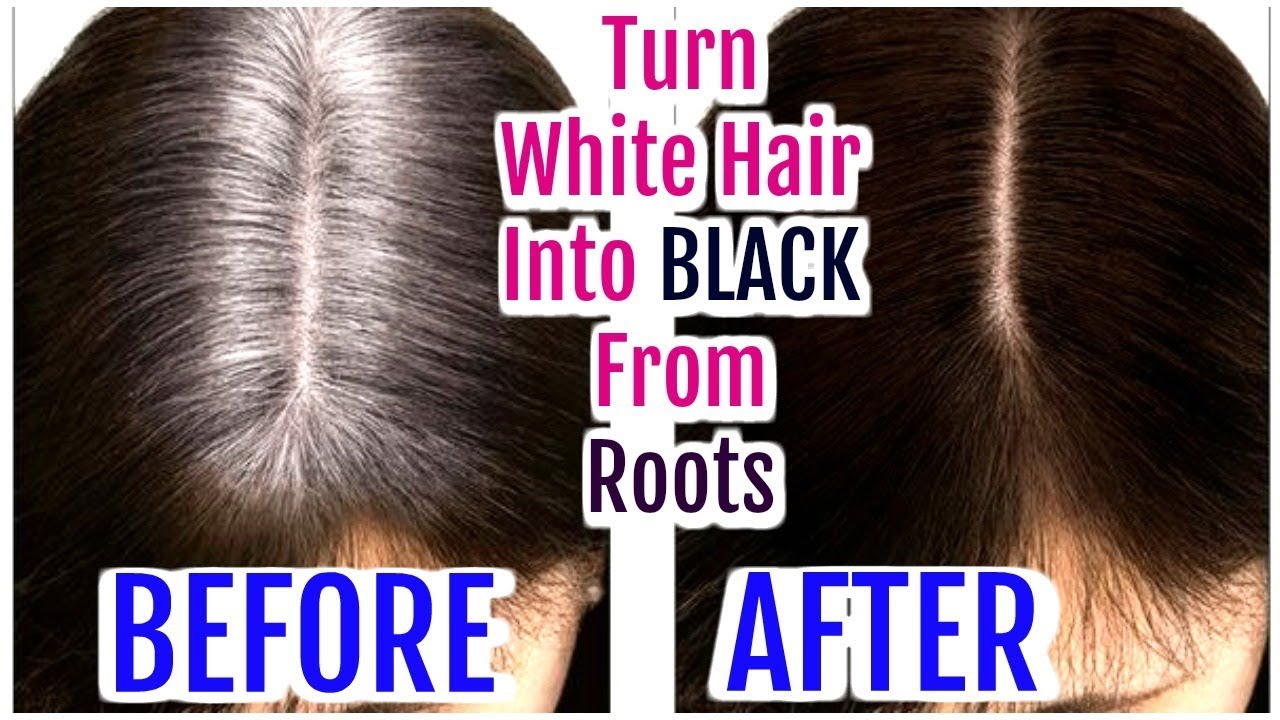 Turn
White Hair
Into BLACK
From
Roots
BEFORE
AFTER